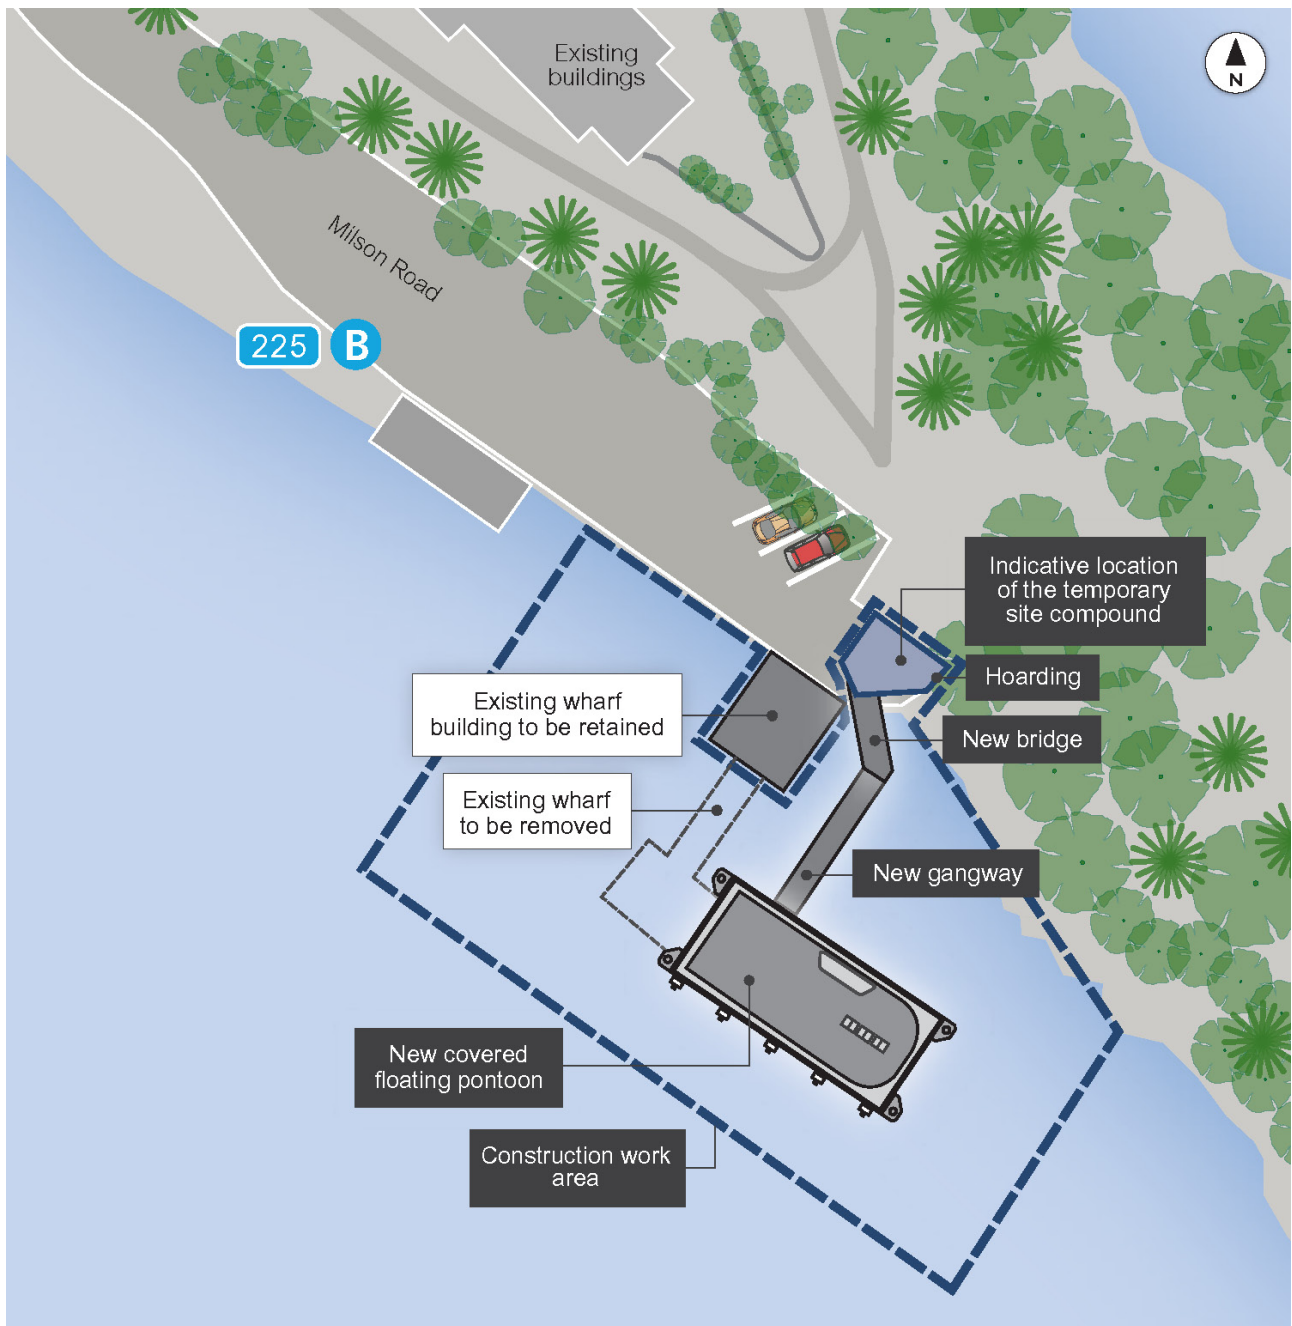 Existing
buildings
N
Milson Road
225 B
Indicative location
of the temporary
site compound
Hoarding
Existing wharf
building to be retained
New bridge
Existing wharf
to be removed
New gangway
New covered
floating pontoon
Construction work
area